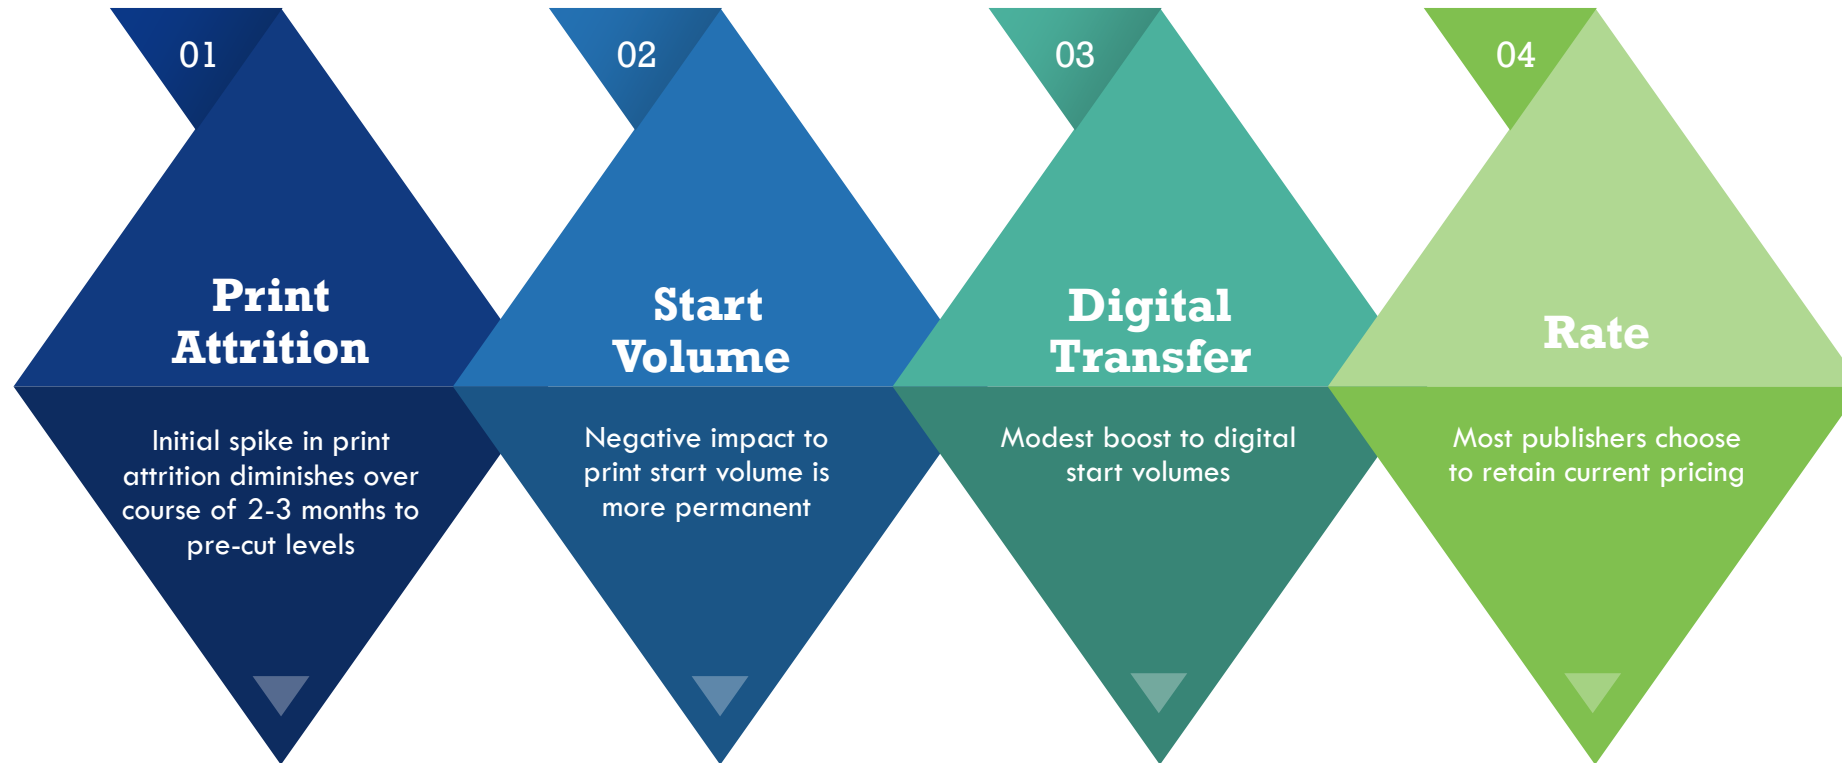 01
Print
Attrition
Initial spike in print
attrition diminishes over
course of 2-3 months to
pre-cut levels
02
Start
Volume
Negative impact to
print start volume is
more permanent
03
Digital
Transfer
Modest boost to digital
start volumes
04
Rate
Most publishers choose
to retain current pricing